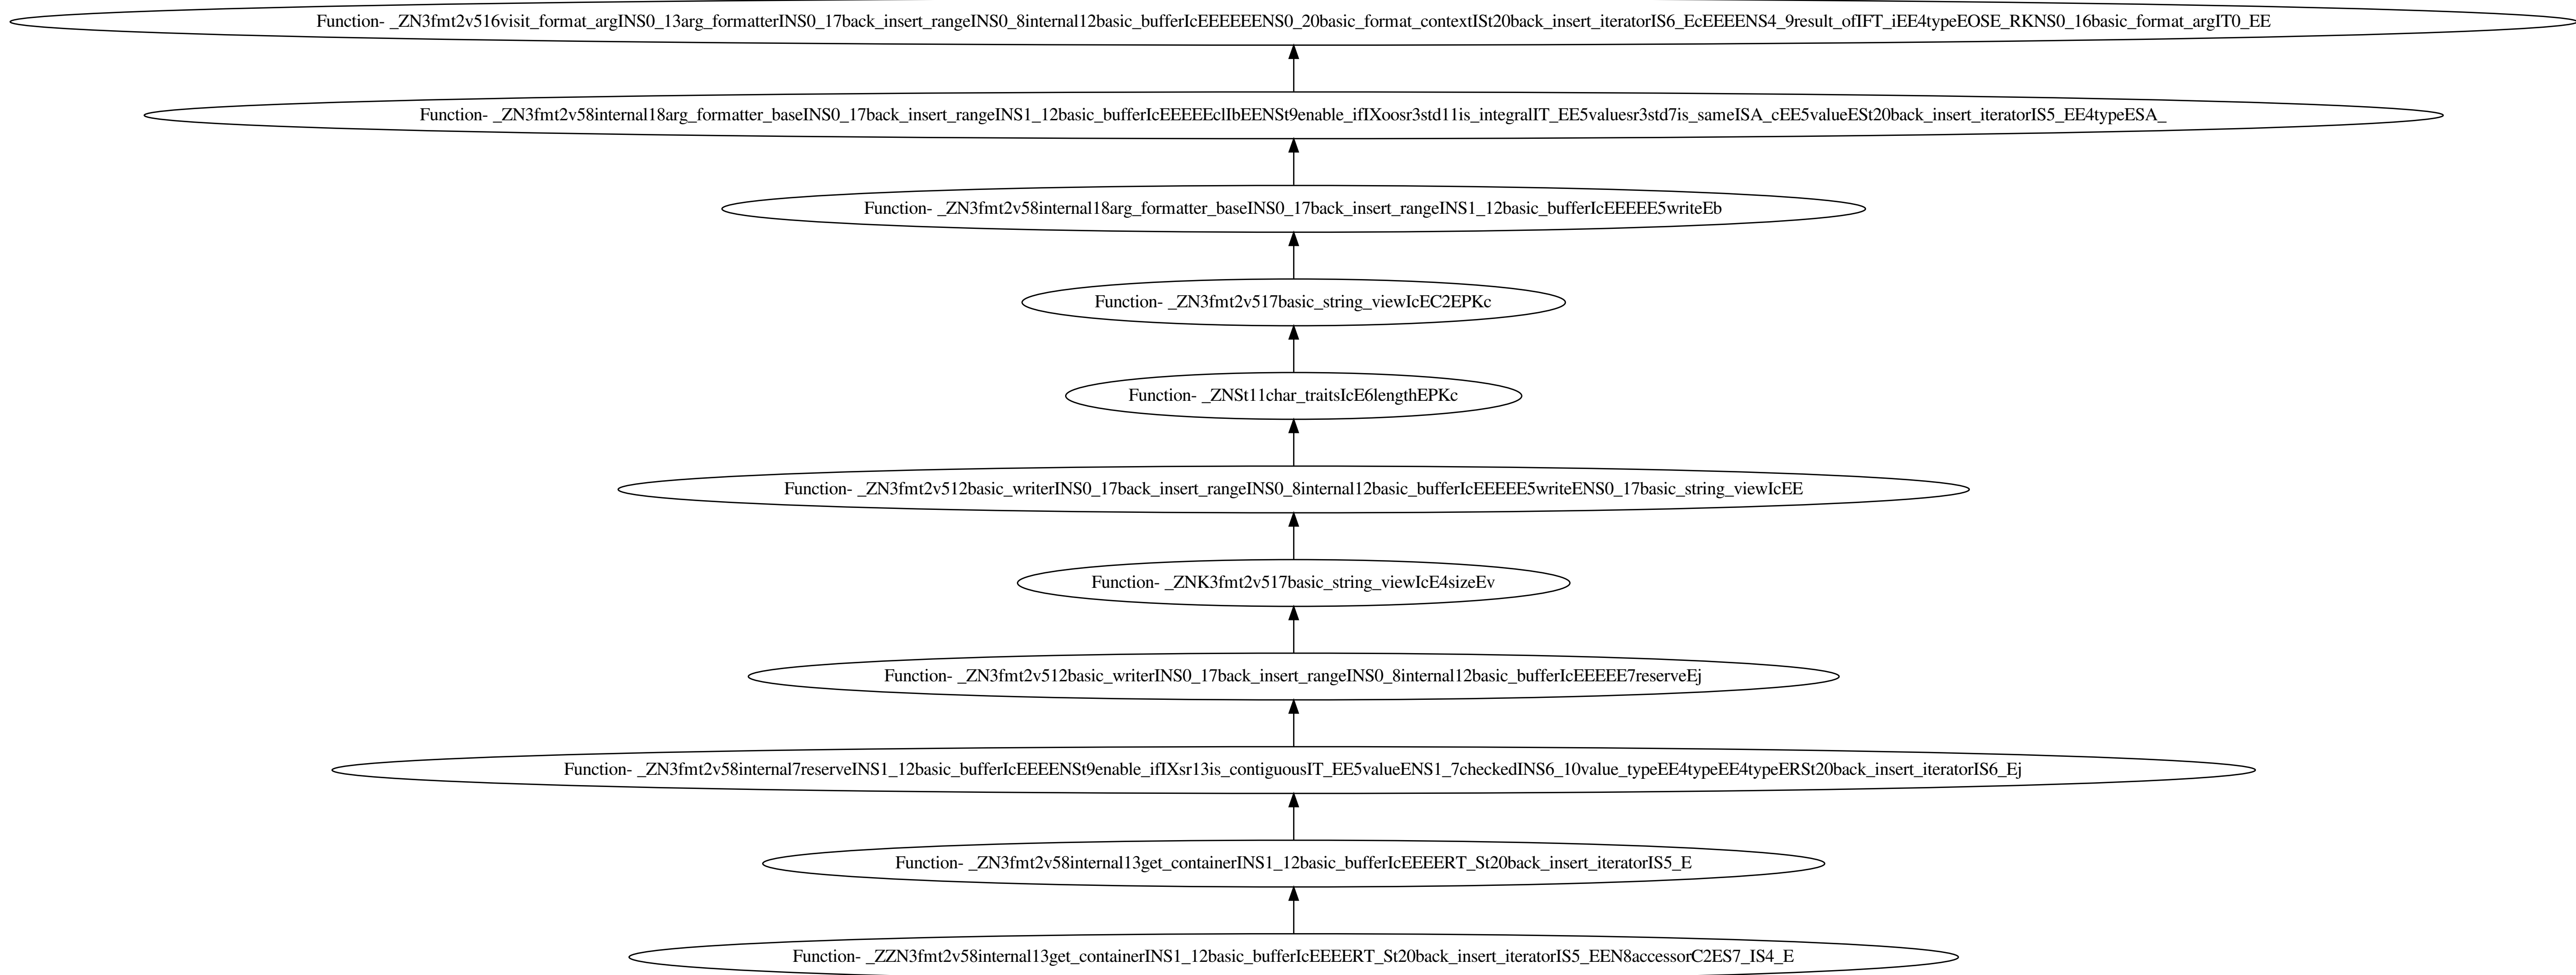 Function- _ZN3fmt2v516visit_format_argINS0_13arg_formatterINS0_17back_insert_rangeINS0_8internal12basic_bufferIcEEEEEENS0_20basic_format_contextISt20back_insert_iteratorIS6_EcEEEENS4_9result_ofIFT_iEE4typeEOSE_RKNS0_16basic_format_argIT0_EE
Function- _ZN3fmt2v58internal18arg_formatter_baseINS0_17back_insert_rangeINS1_12basic_bufferIcEEEEEclIbEENSt9enable_ifIXoosr3std11is_integralIT_EE5valuesr3std7is_sameISA_cEE5valueESt20back_insert_iteratorIS5_EE4typeESA_
Function- _ZN3fmt2v58internal18arg_formatter_baseINS0_17back_insert_rangeINS1_12basic_bufferIcEEEEE5writeEb
Function- _ZN3fmt2v517basic_string_viewIcEC2EPKc
Function- _ZNSt11char_traitsIcE6lengthEPKc
Function- _ZN3fmt2v512basic_writerINS0_17back_insert_rangeINS0_8internal12basic_bufferIcEEEEE5writeENS0_17basic_string_viewIcEE
Function- _ZNK3fmt2v517basic_string_viewIcE4sizeEv
Function- _ZN3fmt2v512basic_writerINS0_17back_insert_rangeINS0_8internal12basic_bufferIcEEEEE7reserveEj
Function- _ZN3fmt2v58internal7reserveINS1_12basic_bufferIcEEEENSt9enable_ifIXsr13is_contiguousIT_EE5valueENS1_7checkedINS6_10value_typeEE4typeEE4typeERSt20back_insert_iteratorIS6_Ej
Function- _ZN3fmt2v58internal13get_containerINS1_12basic_bufferIcEEEERT_St20back_insert_iteratorIS5_E
Function- _ZZN3fmt2v58internal13get_containerINS1_12basic_bufferIcEEEERT_St20back_insert_iteratorIS5_EEN8accessorC2ES7_IS4_E